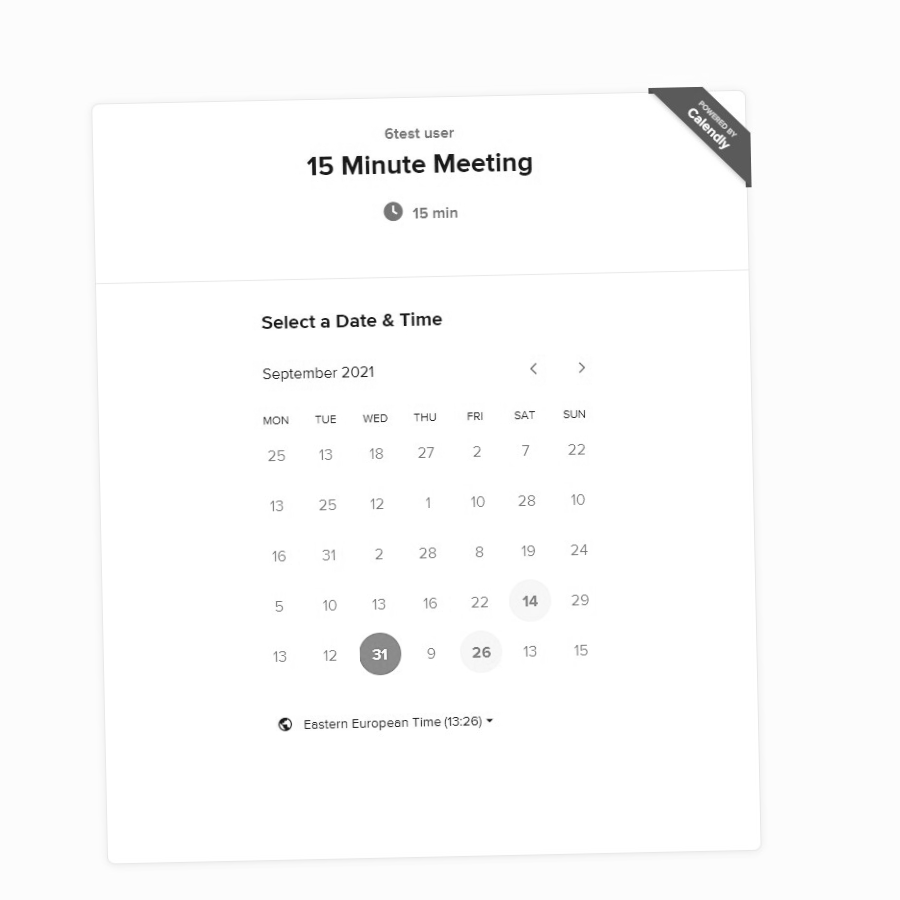 POWERED BY
Calendly
6test user
15 Minute Meeting
15 min
Select a Date & Time
September 2021
MON TUE WED THU FRI SAT SUN
25 13 18 27 2 7 22
13 25 12 1 10 28 10
16 31 2 28 8 19 24
5 10 13 16 22 14 29
13 12 31 9 26 13 15
Eastern European Time (13:26)